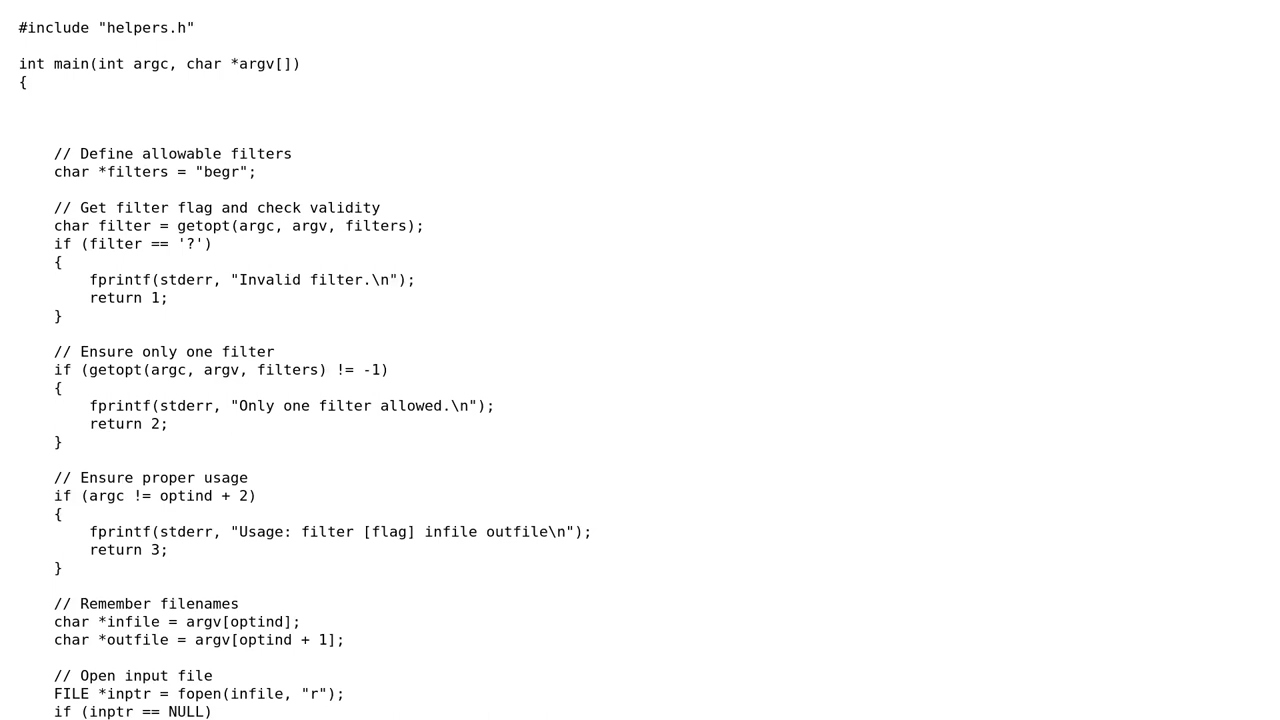 #include "helpers.h"
int main(int argc, char *argv[])
{
// Define allowable filters
char *filters = "begr";
// Get filter flag and check validity
char filter = getopt(argc, argv, filters);
if (filter == '?')
{
fprintf(stderr, "Invalid filter.\n");
return 1;
}
// Ensure only one filter
if (getopt(argc, argv, filters) != -1)
{
fprintf(stderr, "Only one filter allowed.\n");
return 2;
}
// Ensure proper usage
if (argc != optind + 2)
{
fprintf(stderr, "Usage: filter [flag] infile outfile\n");
return 3;
}
// Remember filenames
char *infile = argv[optind];
char *outfile = argv[optind + 1];
// Open input file
FILE *inptr = fopen(infile, "r");
if (inptr == NULL)